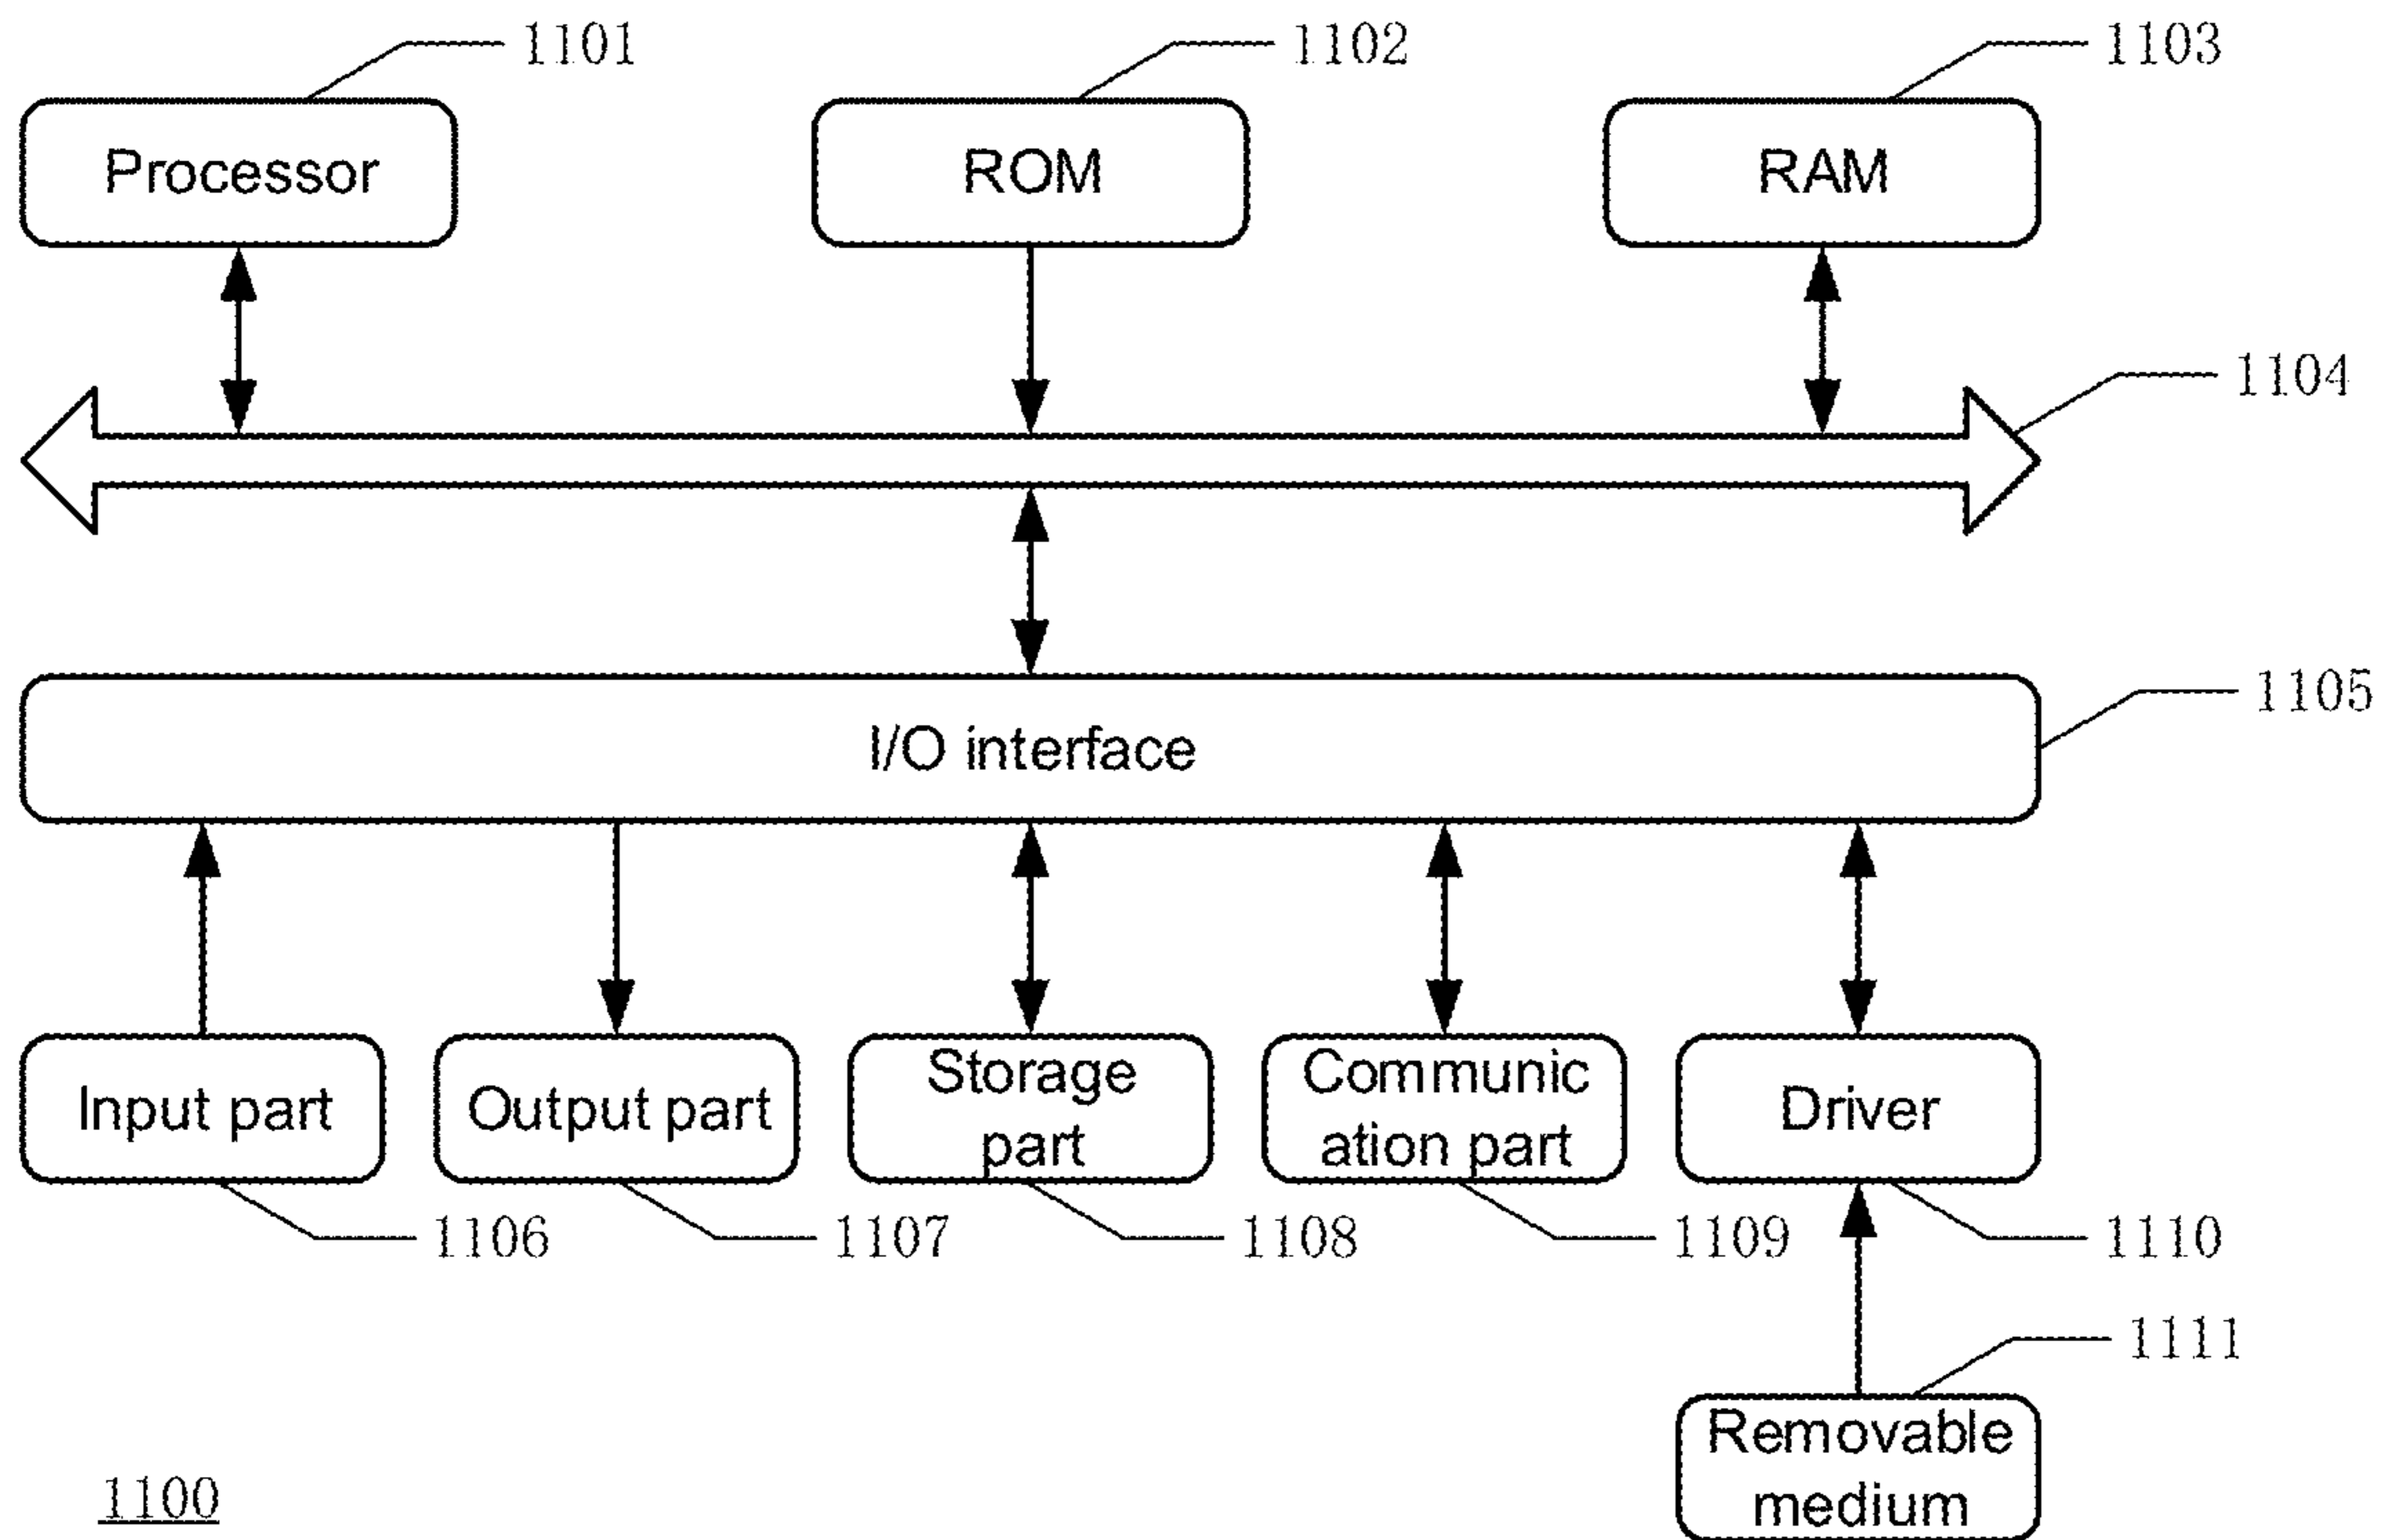 1101
1102
1103
Processor
ROM
RAM
1104
1105
I/O interface
Input part
Output part
Storage
part
Communic
ation part
Driver
1106
1107
1108
1109
1110
1111
Removable
medium
1100